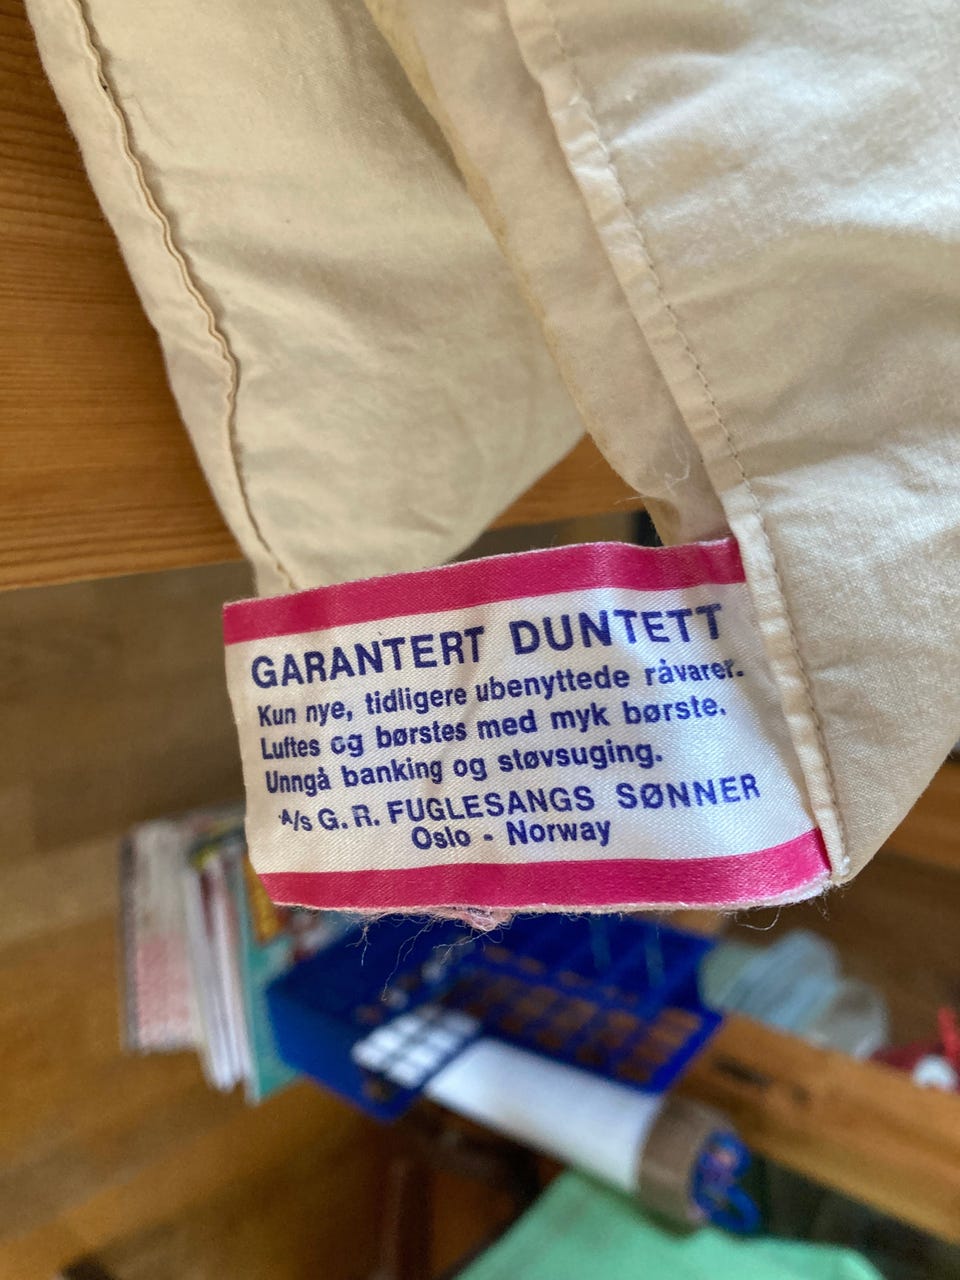 GARANTERT DUNTETT
Kun nye, tidligere ubenyttede råvarer.
Luftes og børstes med myk børste.
Unngå banking og støvsuging.
A/s G. R. FUGLESANGS SØNNER
Oslo - Norway